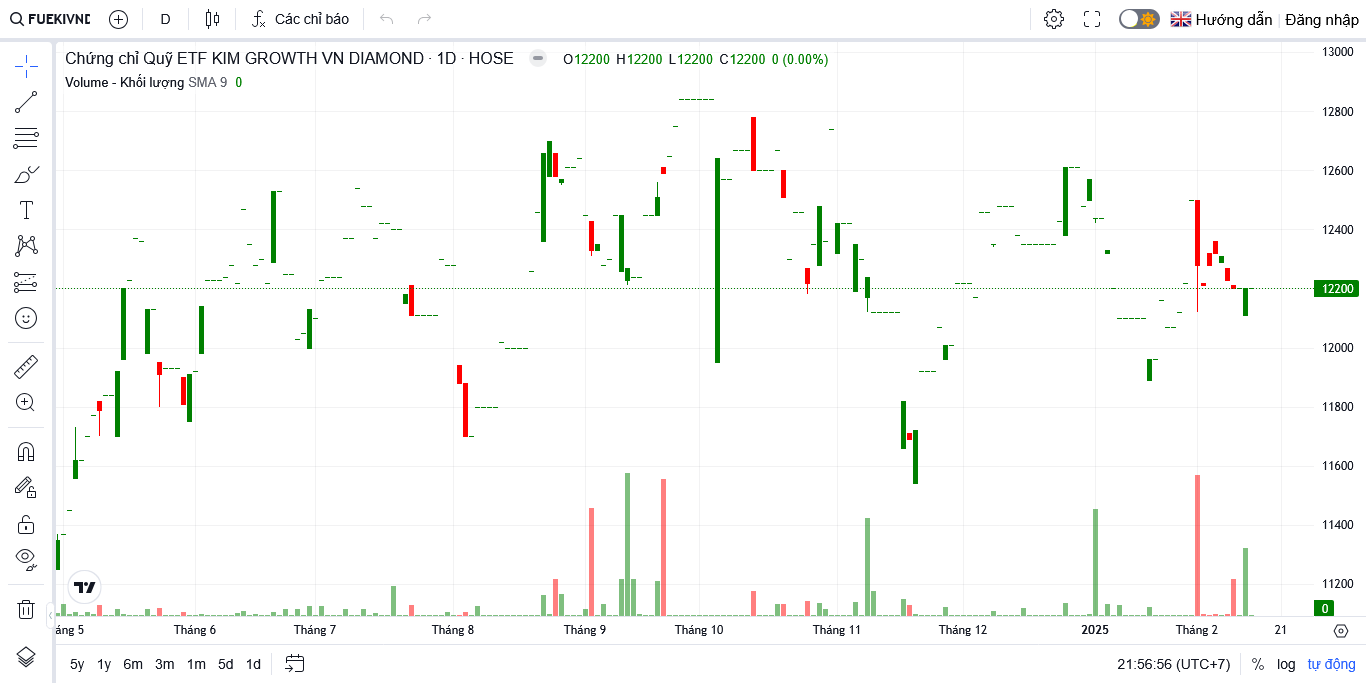 FUEKIVND D Các chỉ báo Hướng dẫn Đăng nhập
Chứng chỉ Quỹ ETF KIM GROWTH VN DIAMOND · 1D · HOSE O12200 H12200 L12200 C12200 0 (0.00%)
Volume - Khối lượng SMA 9 0
13000
12800
12600
12400
12200
12000
11800
11600
11400
11200
0
áng 5 Tháng 6 Tháng 7 Tháng 8 Tháng 9 Tháng 10 Tháng 11 Tháng 12 2025 Tháng 2 21
5y 1y 6m 3m 1m 5d 1d 21:56:56 (UTC+7) % log tự động